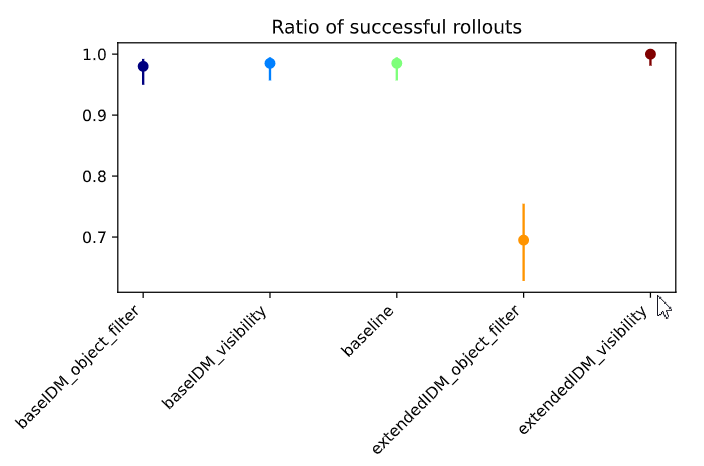 Ratio of successful rollouts
1.0
0.9
0.8
0.7
baseIDM_object_filter
baseIDM_visibility
baseline
extendedIDM_object_filter
extendedIDM_visibility